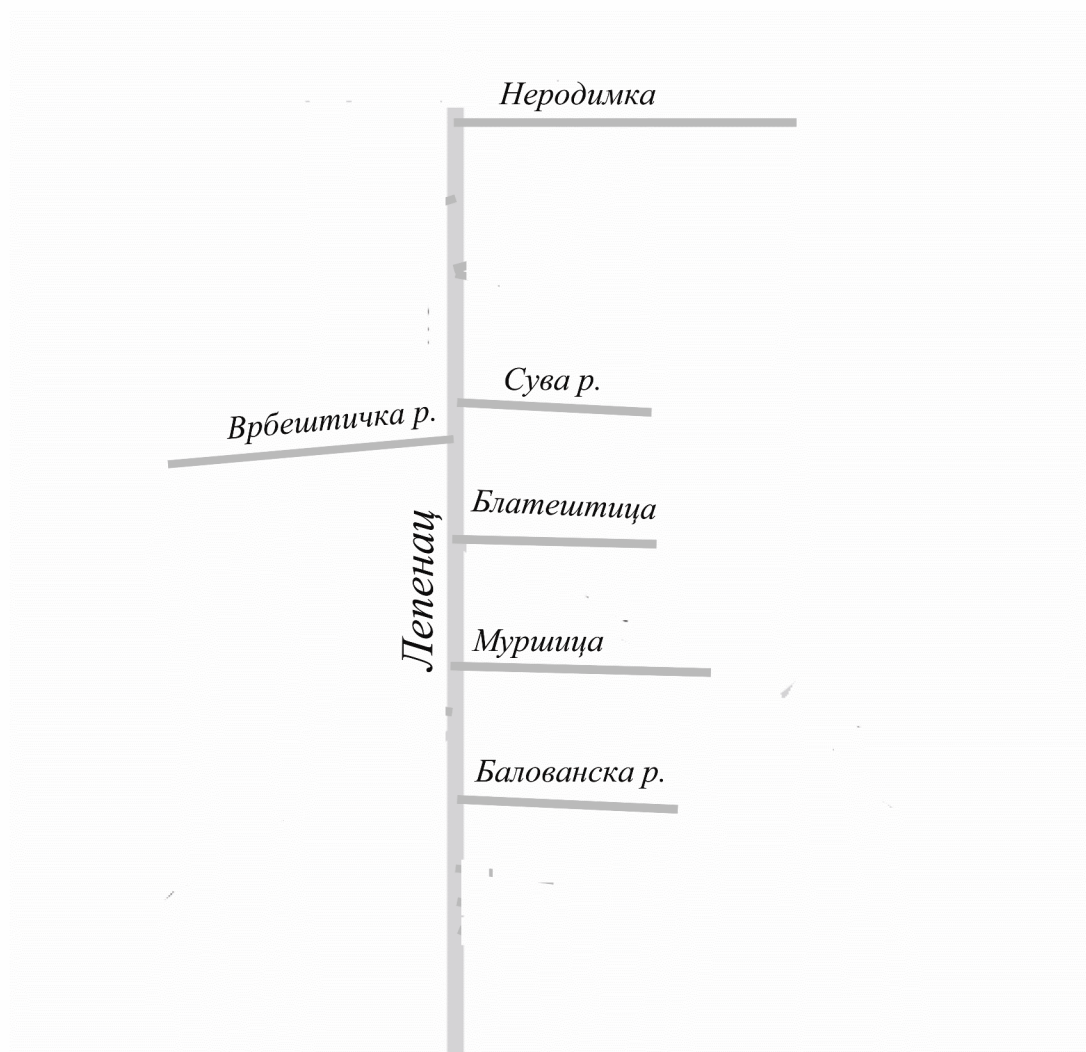 Неродимка
Сува р.
Врбештичка р.
Блатештица
Лепенац
Муршица
Балованска р.